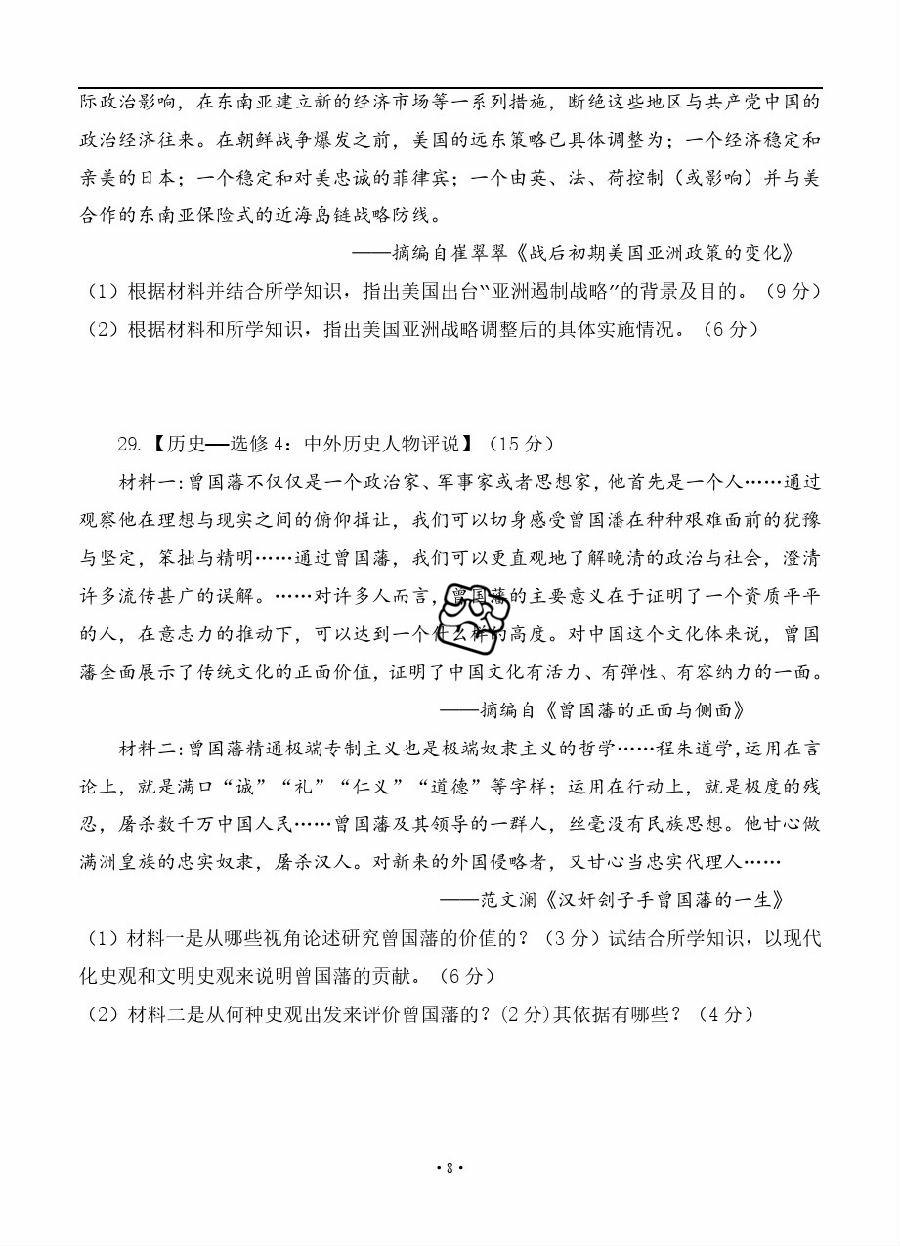 际政治影响，在东南亚建立新的经济市场等一系列措施，断绝这些地区与共产党中国的
政治经济往来。在朝鲜战争爆发之前，美国的远东策略已具体调整为；一个经济稳定和
亲美的日本；一个稳定和对美忠诚的菲律宾；一个由英、法、荷控制（或影响）并与美
合作的东南亚保险式的近海岛链战略防线。
——摘编自崔翠翠《战后初期美国亚洲政策的变化》
（1）根据材料并结合所学知识，指出美国出台“亚洲遏制战略”的背景及目的。（9 分）
（2）根据材料和所学知识，指出美国亚洲战略调整后的具体实施情况。（6 分）
29.【历史──选修 4：中外历史人物评说】（15 分）
材料一:曾国藩不仅仅是一个政治家、军事家或者思想家，他首先是一个人……通过
观察他在理想与现实之间的俯仰揖让，我们可以切身感受曾国潘在种种艰难面前的犹豫
与坚定，笨拙与精明……通过曾国藩，我们可以更直观地了解晚清的政治与社会，澄清
许多流传甚广的误解。……对许多人而言，曾国藩的主要意义在于证明了一个资质平平
的人，在意志力的推动下，可以达到一个什么样的高度。对中国这个文化体来说，曾国
藩全面展示了传统文化的正面价值，证明了中国文化有活力、有弹性、有容纳力的一面。
——摘编自《曾国藩的正面与侧面》
材料二:曾国藩精通极端专制主义也是极端奴隶主义的哲学……程朱道学,运用在言
论上，就是满口“诚”“礼”“仁义”“道德”等字样；运用在行动上，就是极度的残
忍，屠杀数千万中国人民……曾国藩及其领导的一群人，丝毫没有民族思想。他甘心做
满洲皇族的忠实奴隶，屠杀汉人。对新来的外国侵略者，又甘心当忠实代理人……
——范文澜《汉奸刽子手曾国藩的一生》
（1）材料一是从哪些视角论述研究曾国藩的价值的？（3 分）试结合所学知识，以现代
化史观和文明史观来说明曾国藩的贡献。（6 分）
（2）材料二是从何种史观出发来评价曾国藩的？(2 分)其依据有哪些？（4 分）
·8·